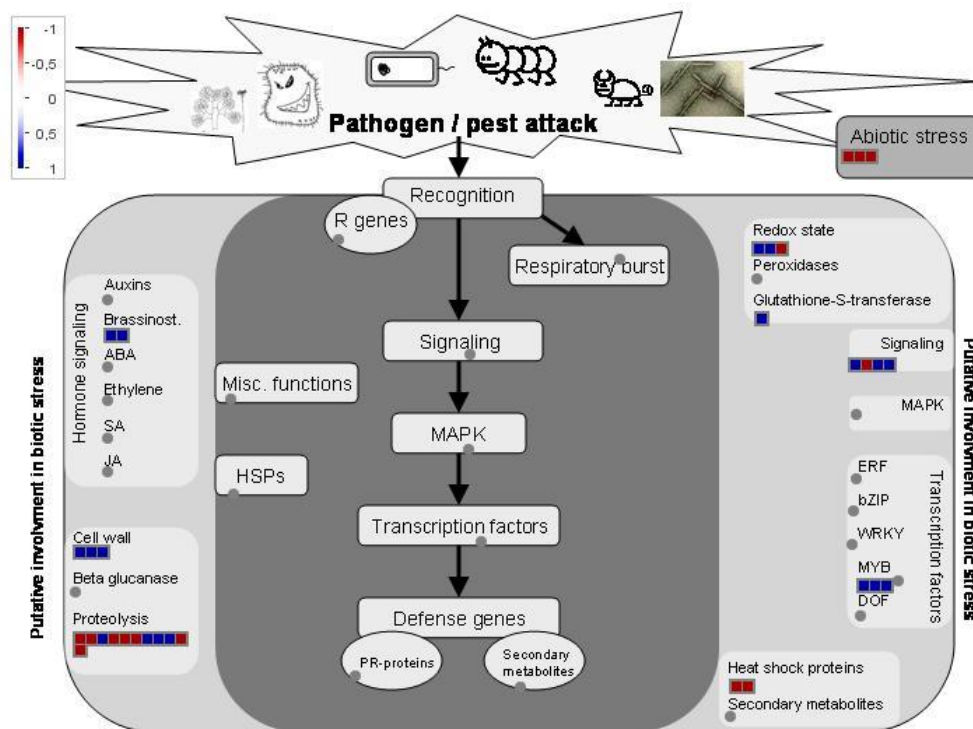 -1
-0,5
0
0,5
1
Pathogen / pest attack
Abiotic stress
Recognition
R genes
Respiratory burst
Redox state
Peroxidases
Glutathione-S-transferase
Auxins
Brassinost.
ABA
Ethylene
SA
JA
Hormone signaling
Signaling
Signaling
Misc. functions
MAPK
MAPK
HSPs
ERF
bZIP
WRKY
MYB
DOF
Transcription factors
Transcription factors
Cell wall
Beta glucanase
Proteolysis
Defense genes
PR-proteins
Secondary
metabolites
Heat shock proteins
Secondary metabolites
Putative involvment in biotic stress
Putative involvment in biotic stress